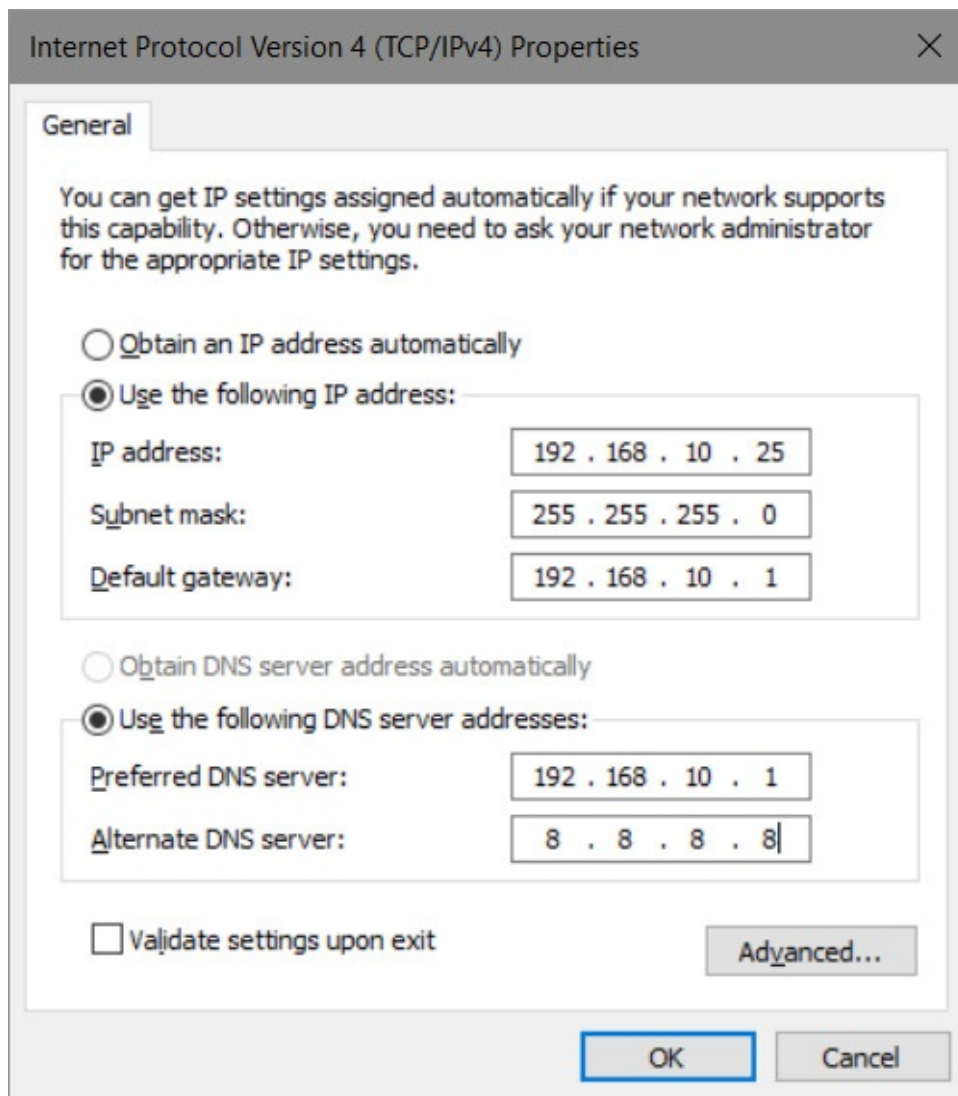 Internet Protocol Version 4 (TCP/IPv4) Properties
General
You can get IP settings assigned automatically if your network supports
this capability. Otherwise, you need to ask your network administrator
for the appropriate IP settings.
Obtain an IP address automatically
Use the following IP address:
IP address: 192 . 168 . 10 . 25
Subnet mask: 255 . 255 . 255 . 0
Default gateway: 192 . 168 . 10 . 1
Obtain DNS server address automatically
Use the following DNS server addresses:
Preferred DNS server: 192 . 168 . 10 . 1
Alternate DNS server: 8 . 8 . 8 . 8
Validate settings upon exit
Advanced...
OK Cancel